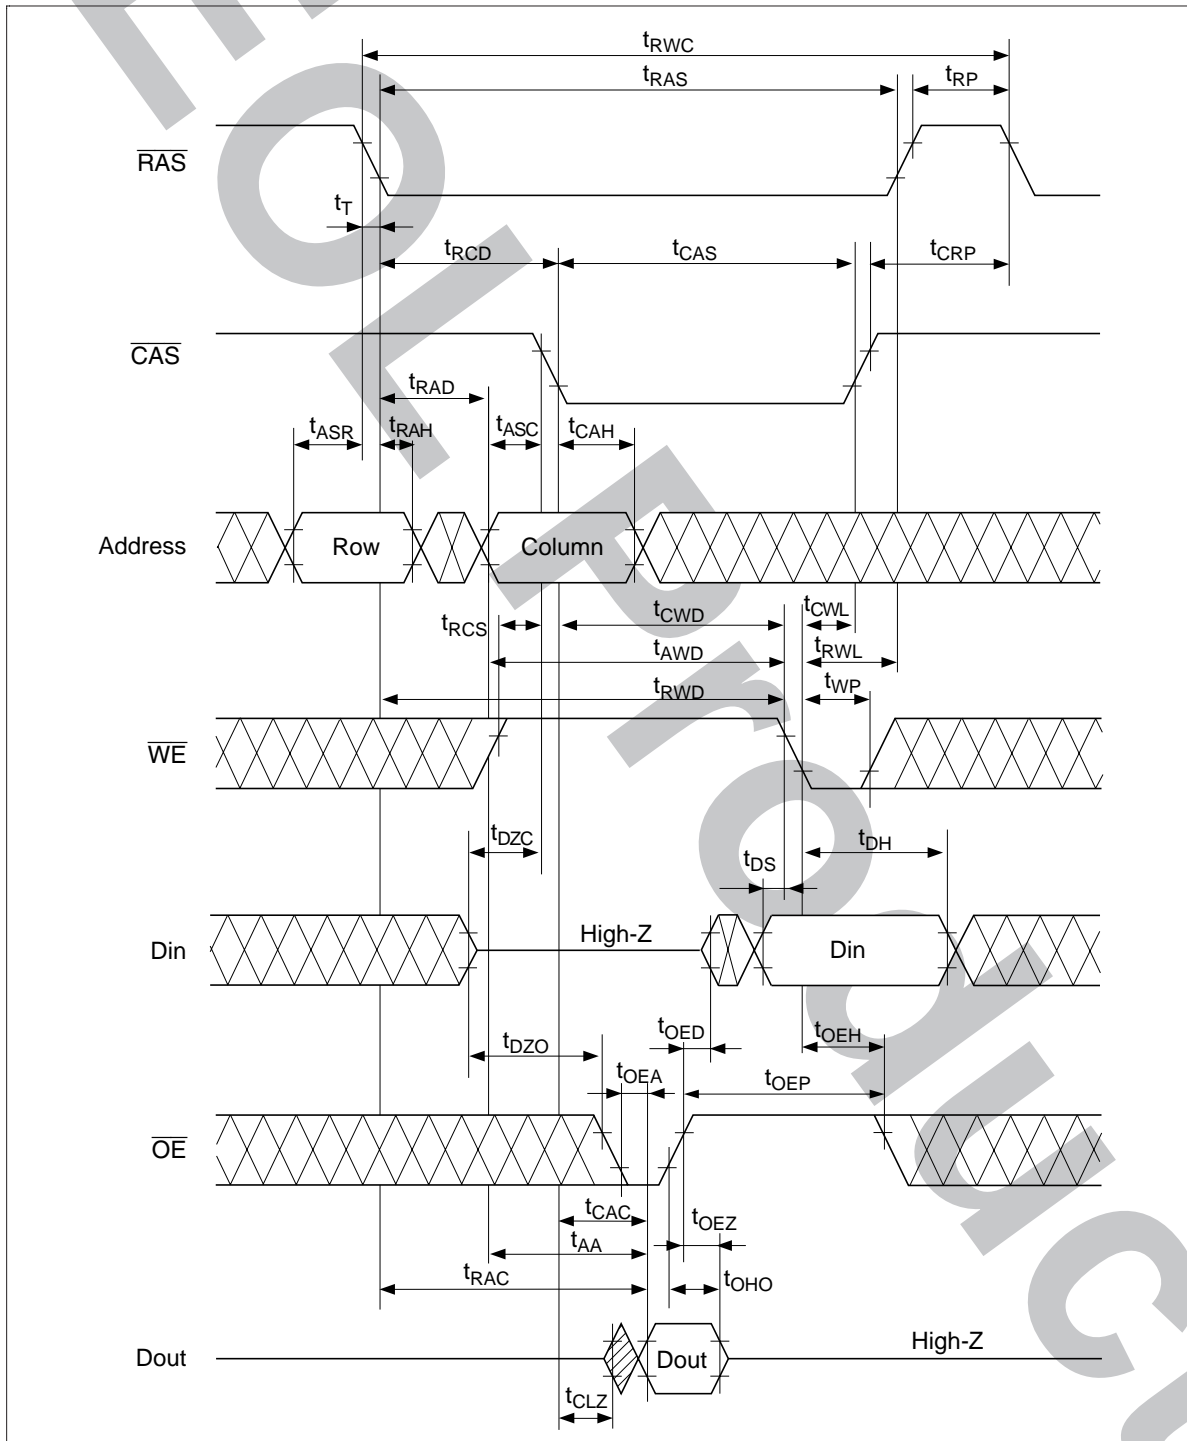 EOL Product
tRWC
tRAS
tRP
RAS
tT
tRCD
tCAS
tCRP
CAS
tRAD
tASR
tRAH
tASC
tCAH
Address
Row
Column
tRCS
tCWD
tCWL
tAWD
tRWL
tRWD
tWP
WE
tDZC
tDH
tDS
Din
High-Z
Din
tDZO
tOED
tOEH
tOEA
tOEP
OE
tCAC
tOEZ
tAA
tRAC
tOHO
Dout
Dout
High-Z
tCLZ